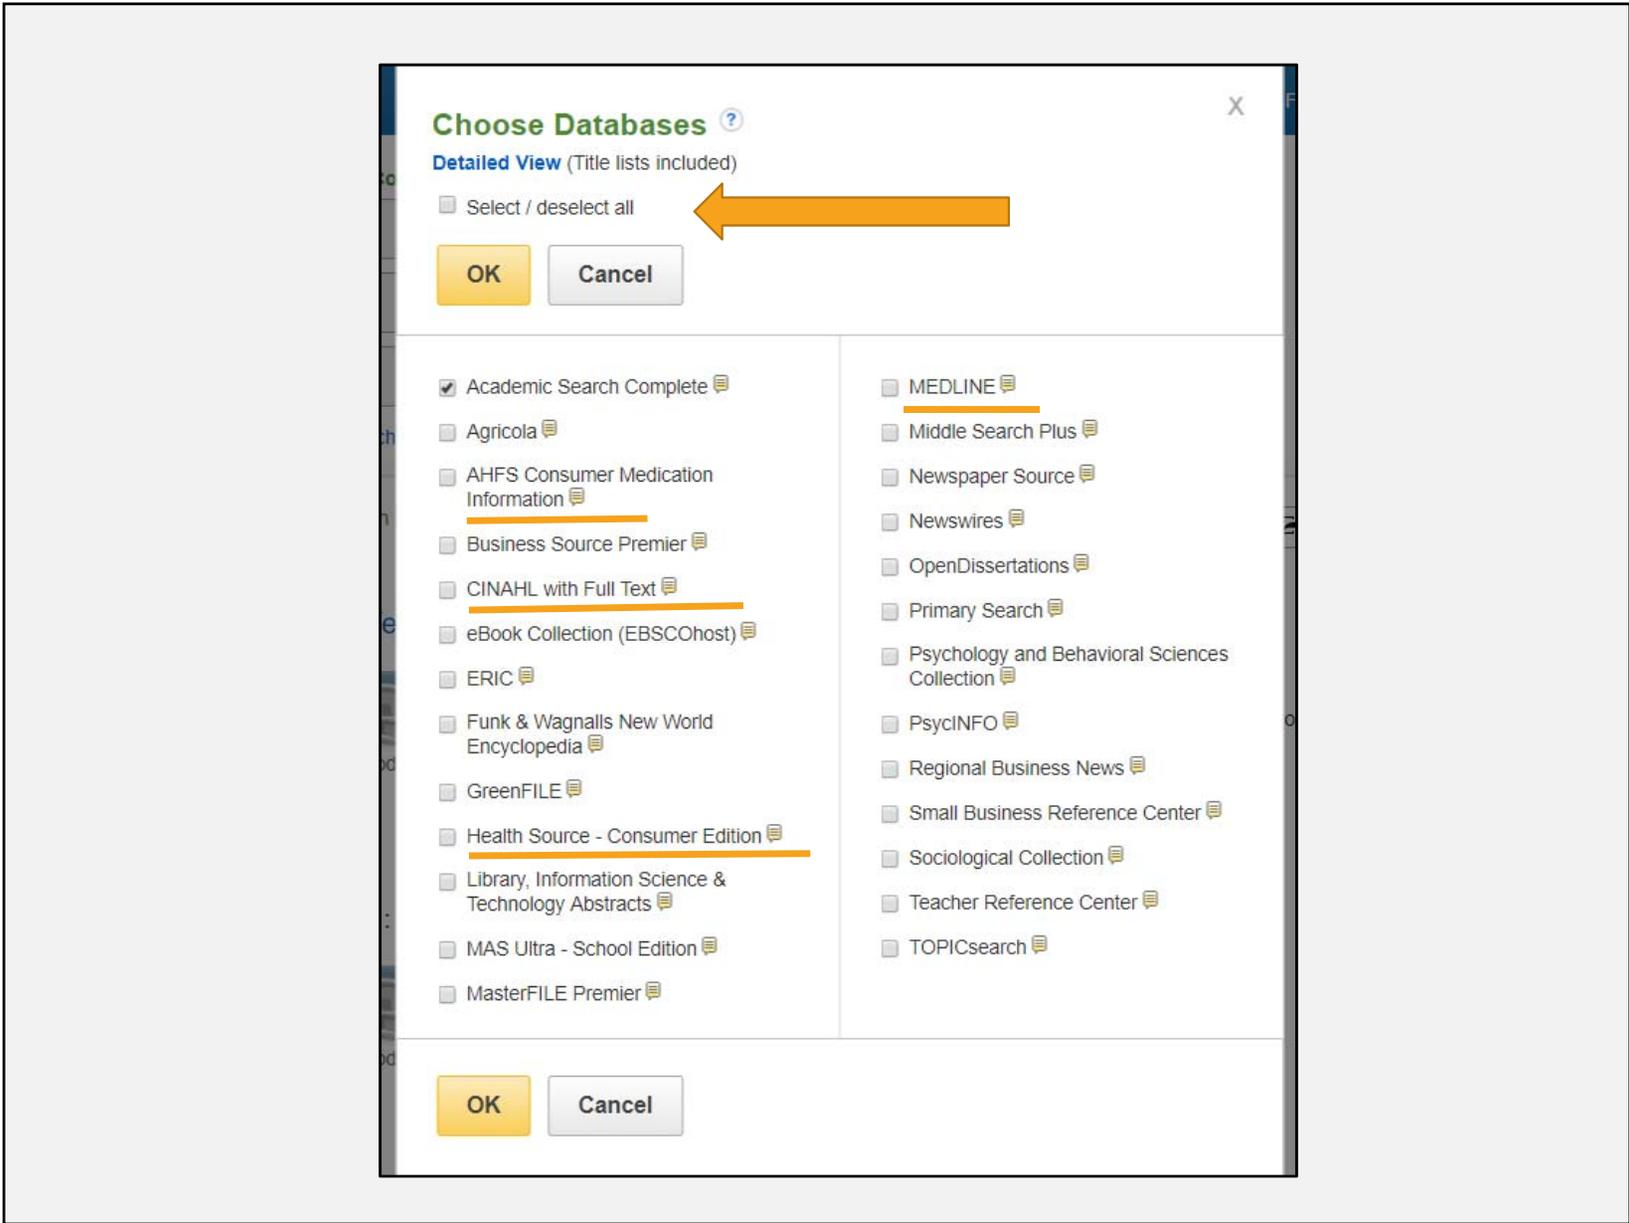 Choose Databases ?
X
Detailed View (Title lists included)
Select / deselect all
OK
Cancel
Academic Search Complete
Agricola
AHFS Consumer Medication
Information
Business Source Premier
CINAHL with Full Text
eBook Collection (EBSCOhost)
ERIC
Funk & Wagnalls New World
Encyclopedia
GreenFILE
Health Source - Consumer Edition
Library, Information Science &
Technology Abstracts
MAS Ultra - School Edition
MasterFILE Premier
MEDLINE
Middle Search Plus
Newspaper Source
Newswires
OpenDissertations
Primary Search
Psychology and Behavioral Sciences
Collection
PsycINFO
Regional Business News
Small Business Reference Center
Sociological Collection
Teacher Reference Center
TOPICsearch
OK
Cancel